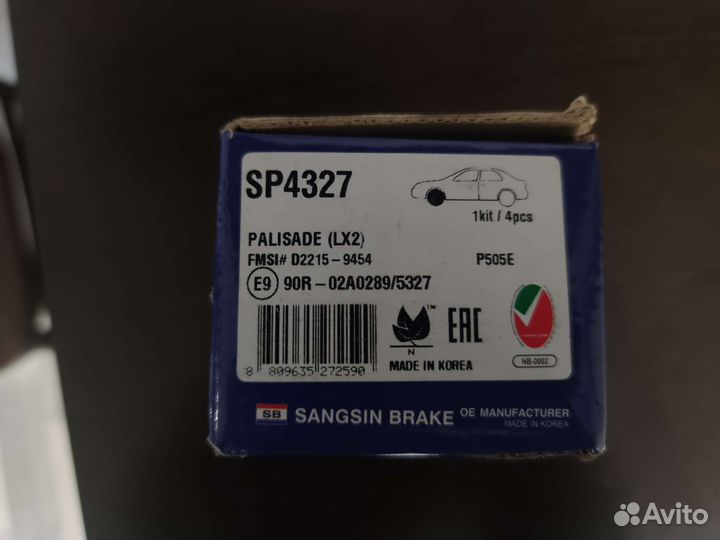 SP4327
1kit / 4pcs
PALISADE (LX2)
FMSI# D2215-9454 P505E
E9 90R-02A0289/5327
N
EAC
MADE IN KOREA
NB-0002
8 809635 272590
SB SANGSIN BRAKE OE MANUFACTURER
MADE IN KOREA
Avito